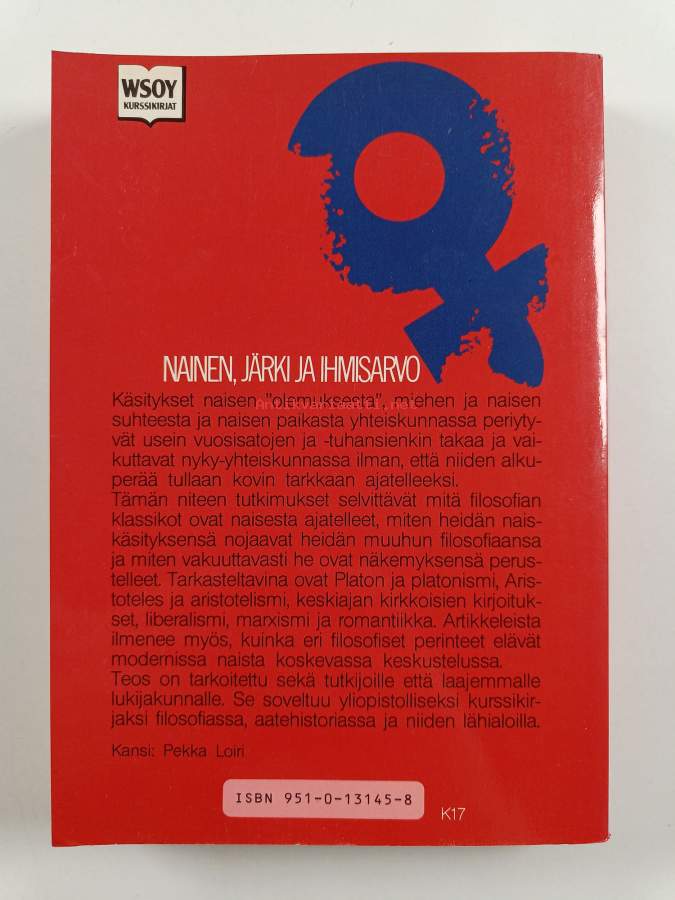 WSOY
KURSSIKIRJAT
NAINEN, JÄRKI JA IHMISARVO
Käsitykset naisen "olemuksesta", miehen ja naisen
suhteesta ja naisen paikasta yhteiskunnassa periyty-
vät usein vuosisatojen ja -tuhansienkin takaa ja vai-
kuttavat nyky-yhteiskunnassa ilman, että niiden alku-
perää tullaan kovin tarkkaan ajatelleeksi.
Tämän niteen tutkimukset selvittävät mitä filosofian
klassikot ovat naisesta ajatelleet, miten heidän nais-
käsityksensä nojaavat heidän muuhun filosofiaansa
ja miten vakuuttavasti he ovat näkemyksensä perus-
telleet. Tarkasteltavina ovat Platon ja platonismi, Aris-
toteles ja aristotelismi, keskiajan kirkkoisien kirjoituk-
set, liberalismi, marxismi ja romantiikka. Artikkeleista
ilmenee myös, kuinka eri filosofiset perinteet elävät
modernissa naista koskevassa keskustelussa.
Teos on tarkoitettu sekä tutkijoille että laajemmalle
lukijakunnalle. Se soveltuu yliopistolliseksi kurssikir-
jaksi filosofiassa, aatehistoriassa ja niiden lähialoilla.
Kansi: Pekka Loiri
ISBN 951-0-13145-8
K17
Antikvariaatti.net